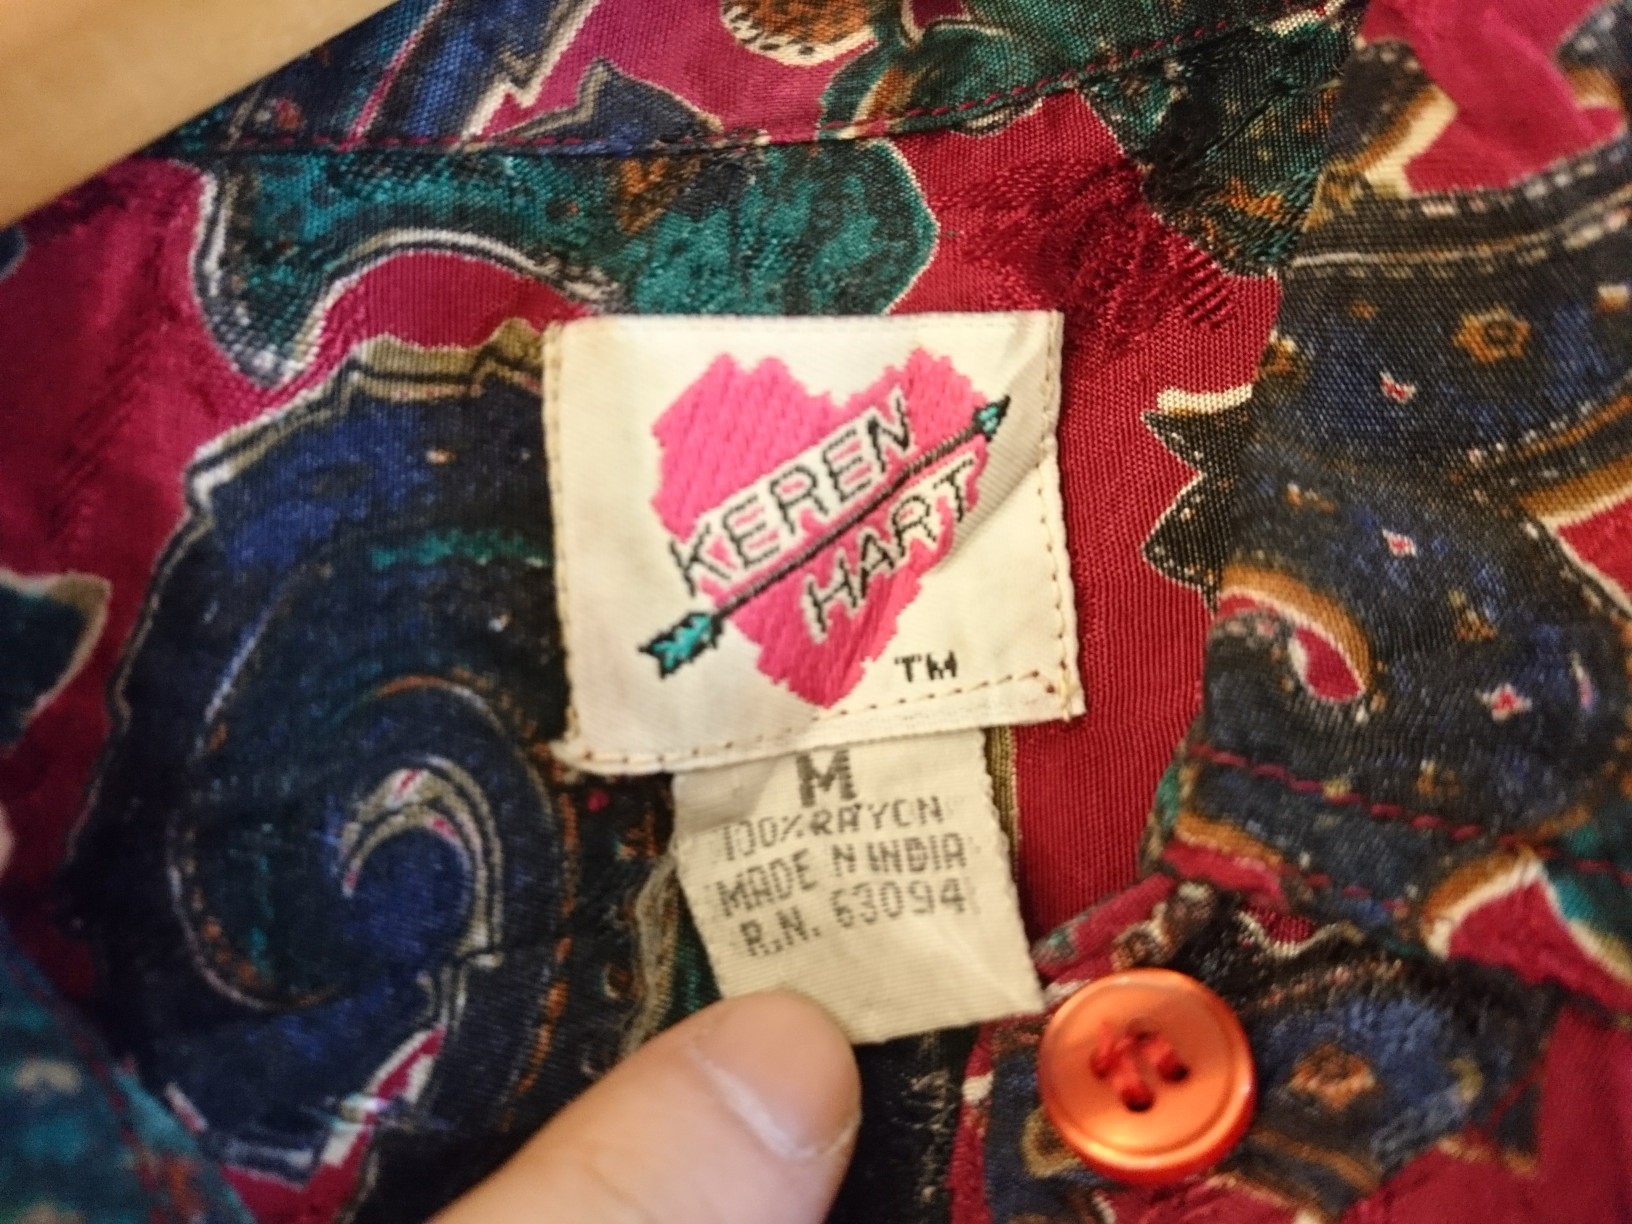 KEREN
HART
TM
M
100% RAYON
MADE N INDIA
R.N. 63094